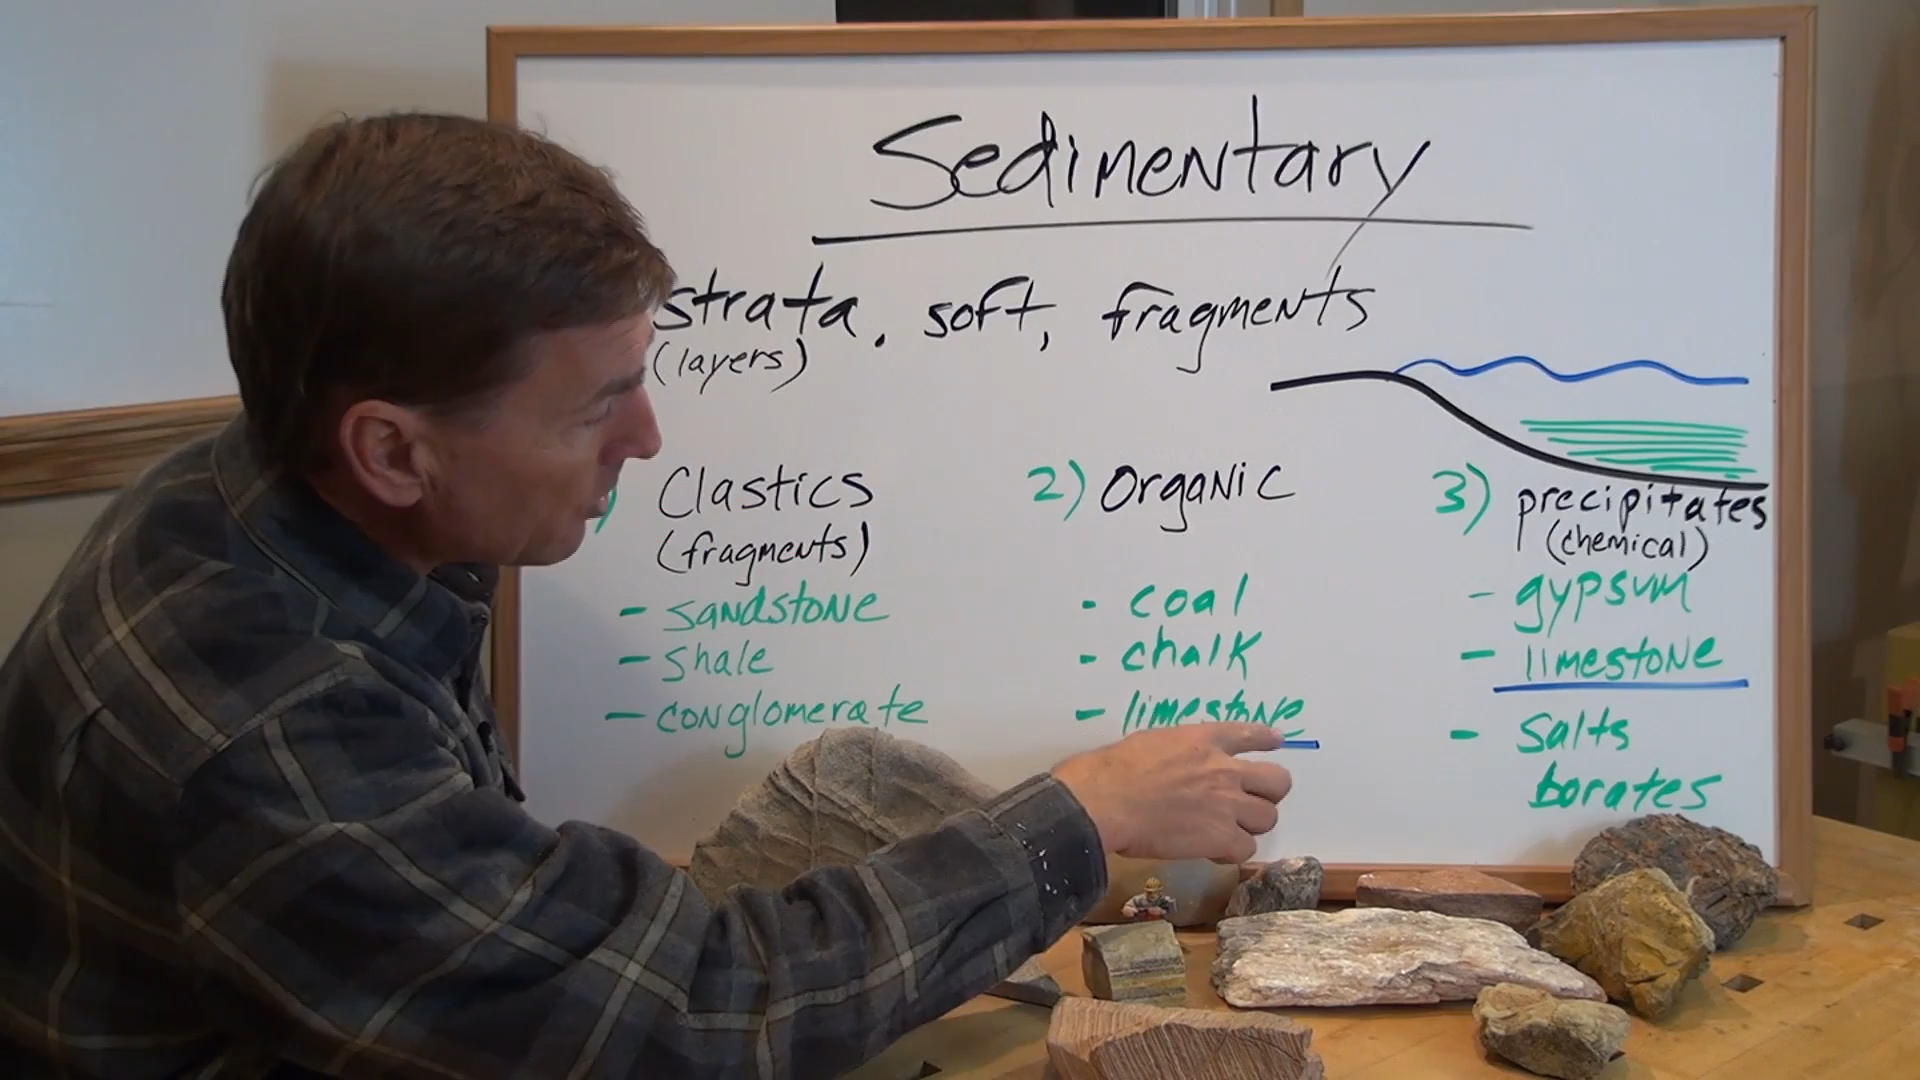 Sedimentary
strata, soft, fragments
(layers)
) Clastics
(fragments)
- sandstone
- shale
- conglomerate
2) Organic
- coal
- chalk
- limestone
3) precipitates
(chemical)
- gypsum
- limestone
- salts
borates